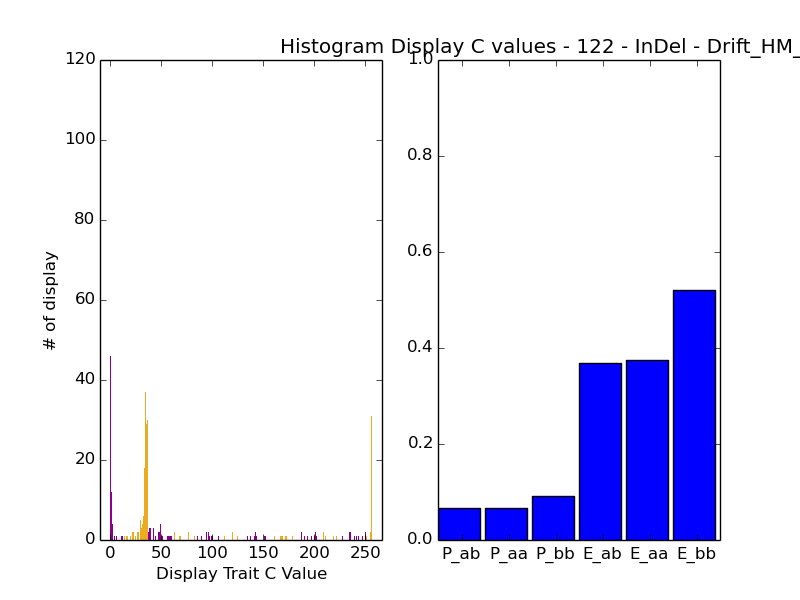 Histogram Display C values - 122 - InDel - Drift_HM_
120
100
80
60
40
20
0
# of display
0 50 100 150 200 250
Display Trait C Value
1.0
0.8
0.6
0.4
0.2
0.0
P_ab P_aa P_bb E_ab E_aa E_bb